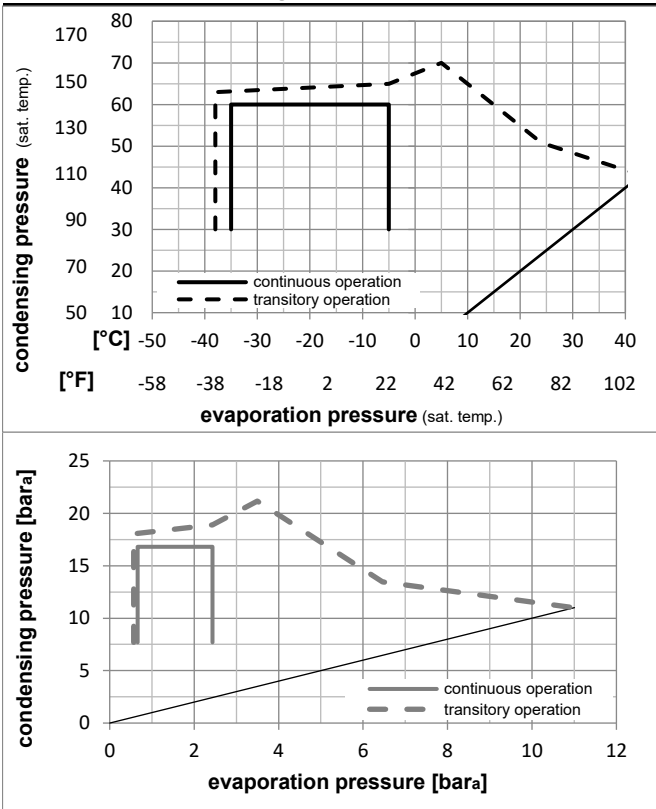 80
170
70
150
60
130
50
110
40
90
30
70
20
50
10
condensing pressure (sat. temp.)
continuous operation
transitory operation
[°C] -50 -40 -30 -20 -10 0 10 20 30 40
[°F] -58 -38 -18 2 22 42 62 82 102
evaporation pressure (sat. temp.)
25
20
15
10
5
0
condensing pressure [bara]
continuous operation
transitory operation
0 2 4 6 8 10 12
evaporation pressure [bara]